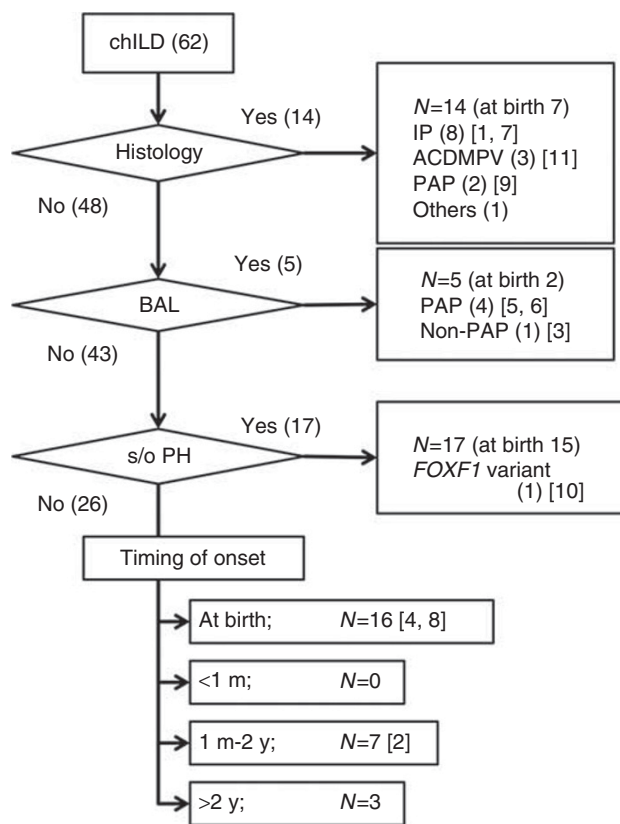 chILD (62)
Yes (14)
Histology
N=14 (at birth 7)
IP (8) [1, 7]
ACDMPV (3) [11]
PAP (2) [9]
Others (1)
No (48)
Yes (5)
BAL
N=5 (at birth 2)
PAP (4) [5, 6]
Non-PAP (1) [3]
No (43)
Yes (17)
s/o PH
N=17 (at birth 15)
FOXF1 variant
(1) [10]
No (26)
Timing of onset
At birth; N=16 [4, 8]
<1 m; N=0
1 m-2 y; N=7 [2]
>2 y; N=3